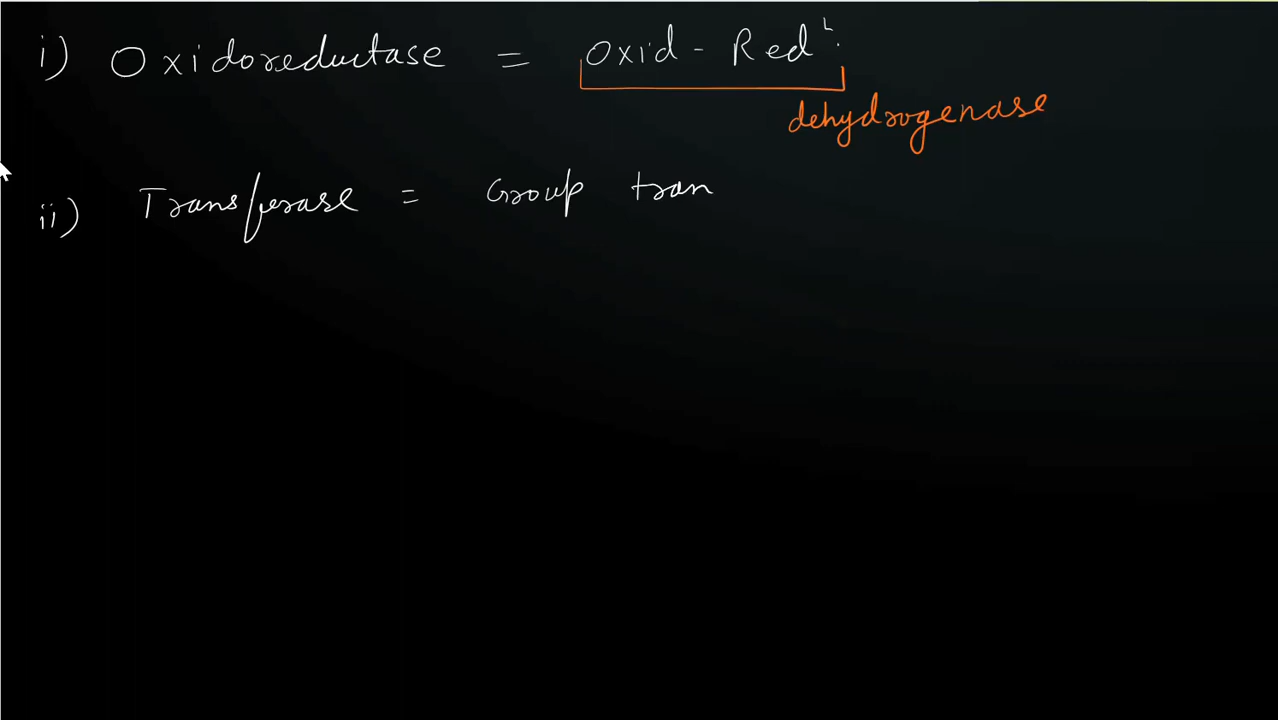 i) Oxidoreductase = Oxid - Red
dehydrogenase
ii) Transferase = Group tran